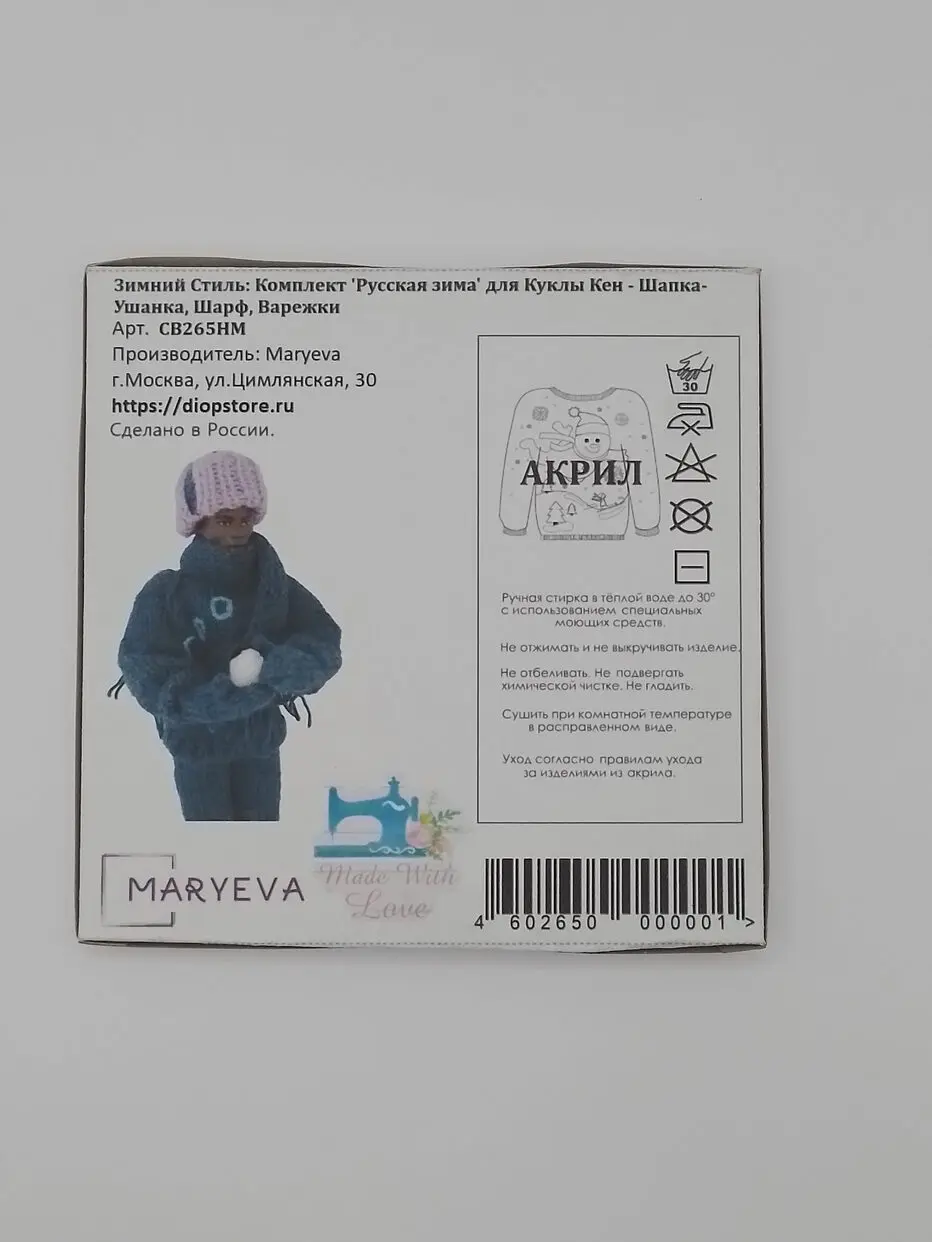 Зимний Стиль: Комплект 'Русская зима' для Куклы Кен - Шапка-
Ушанка, Шарф, Варежки
Арт. СВ265НМ
Производитель: Maryeva
г.Москва, ул.Цимлянская, 30
https://diopstore.ru
Сделано в России.
30
АКРИЛ
Ручная стирка в тёплой воде до 30°
с использованием специальных
моющих средств.
Не отжимать и не выкручивать изделие.
Не отбеливать. Не подвергать
химической чистке. Не гладить.
Сушить при комнатной температуре
в расправленном виде.
Уход согласно правилам ухода
за изделиями из акрила.
Made With
Love
MARYEVA
4 602650 000001 >